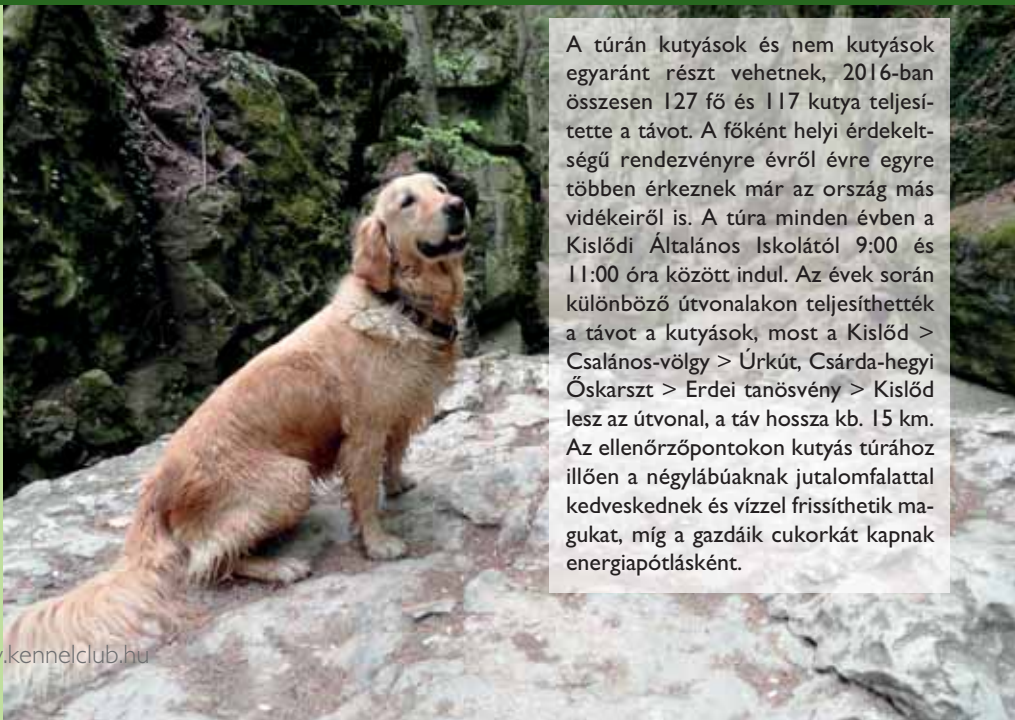 A túrán kutyások és nem kutyások
egyaránt részt vehetnek, 2016-ban
összesen 127 fő és 117 kutya teljesí-
tette a távot. A főként helyi érdekelt-
ségű rendezvényre évről évre egyre
többen érkeznek már az ország más
vidékeiről is. A túra minden évben a
Kislődi Általános Iskolától 9:00 és
11:00 óra között indul. Az évek során
különböző útvonalakon teljesíthették
a távot a kutyások, most a Kislőd >
Csalános-völgy > Úrkút, Csárda-hegyi
Őskarszt > Erdei tanösvény > Kislőd
lesz az útvonal, a táv hossza kb. 15 km.
Az ellenőrzőpontokon kutyás túrához
illően a négylábúaknak jutalomfalattal
kedveskednek és vízzel frissíthetik ma-
gukat, míg a gazdáik cukorkát kapnak
energiapótlásként.
.kennelclub.hu